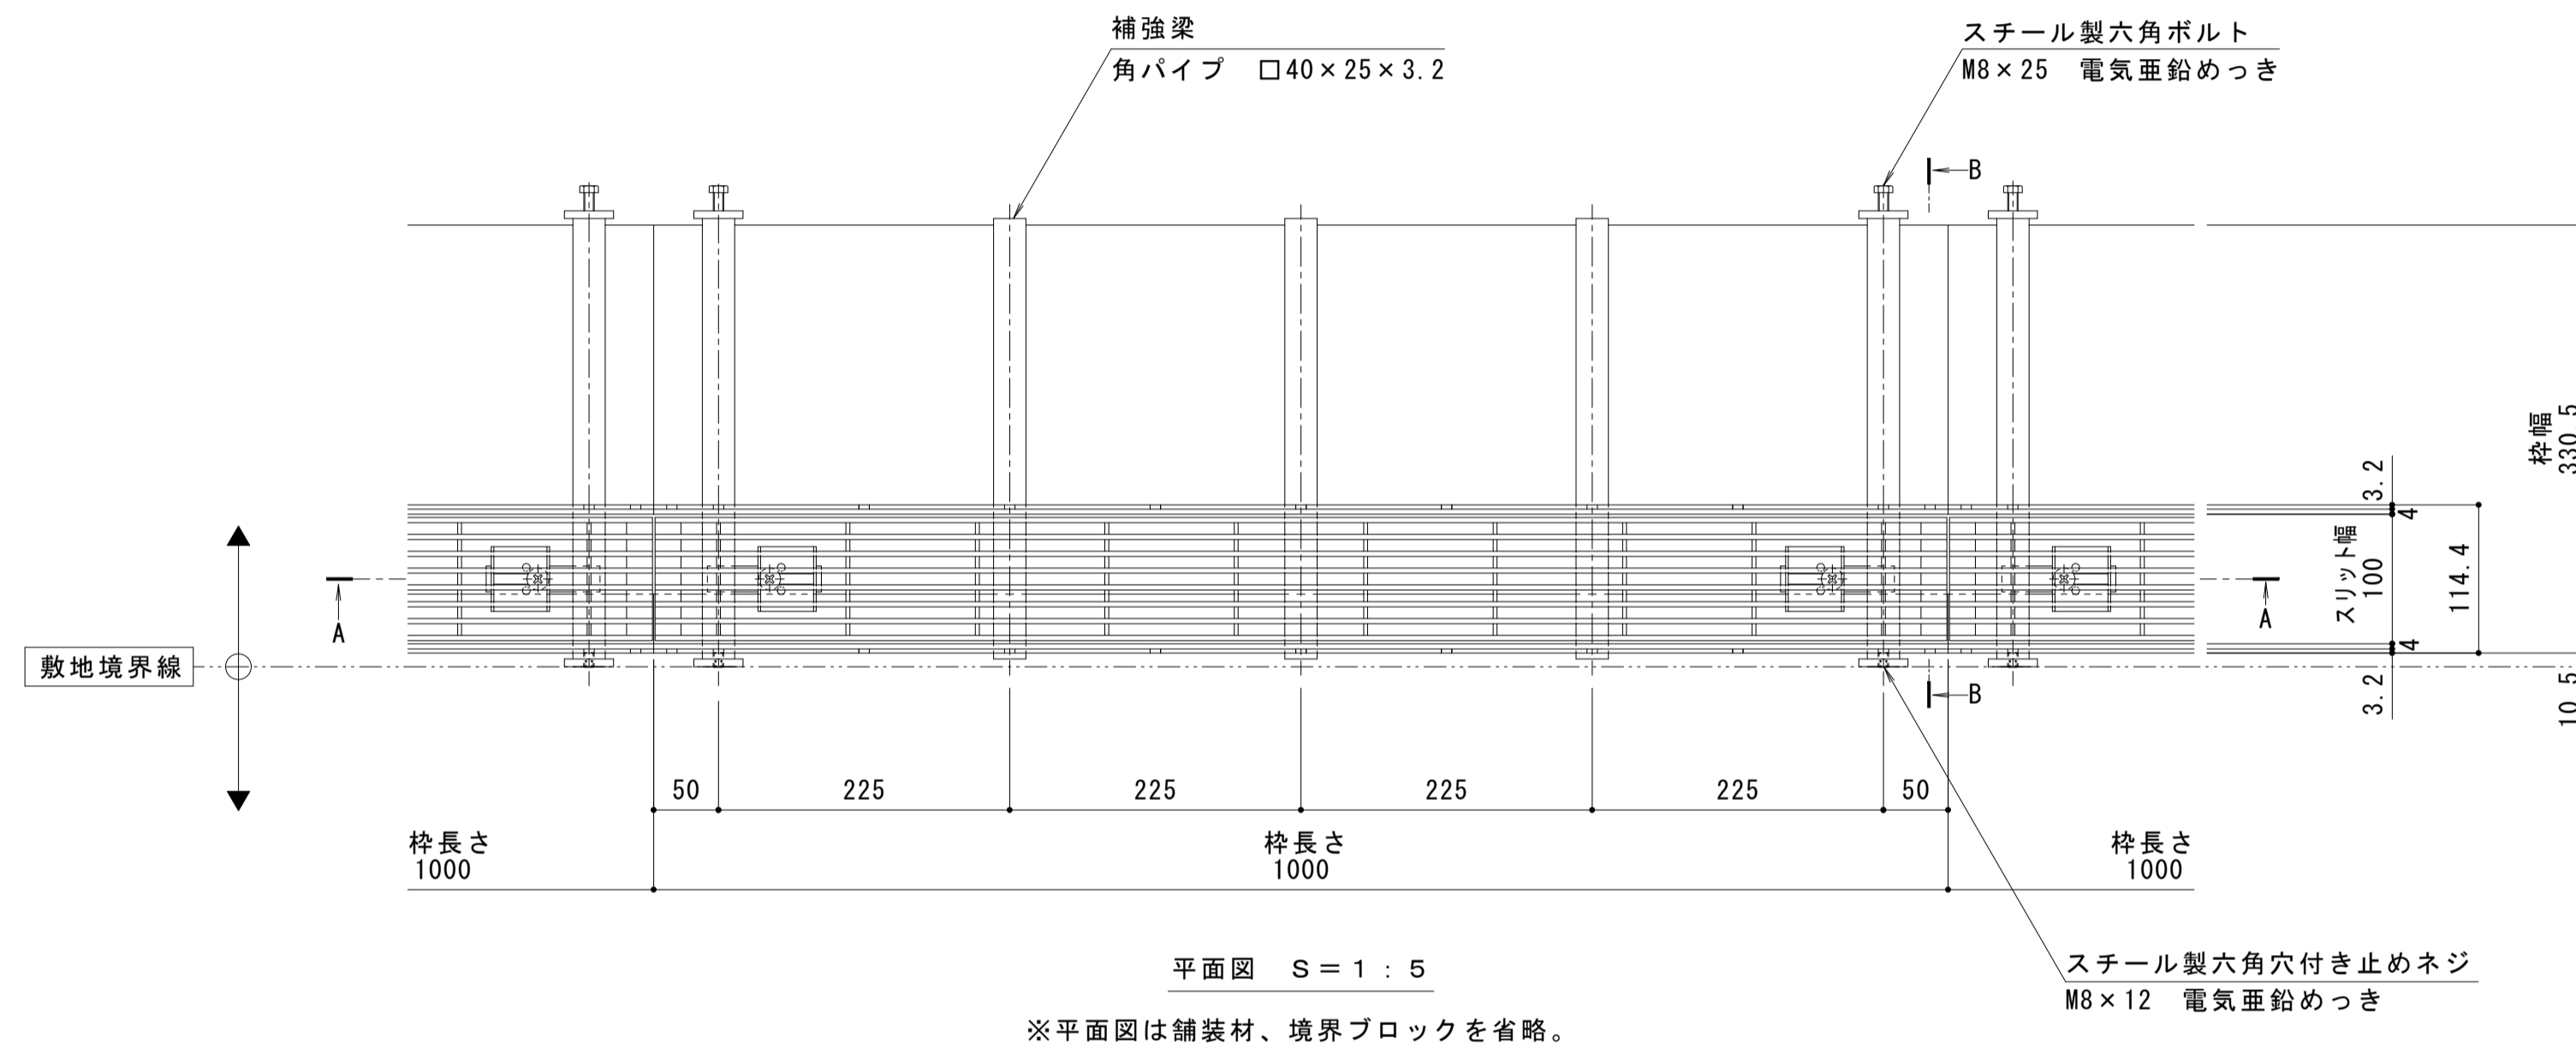 補強梁
角パイプ　□40×25×3.2
スチール製六角ボルト
M8×25　電気亜鉛めっき
B
枠幅
330.5
3.2
4
スリット幅
100
114.4
4
3.2
10.5
A
A
敷地境界線
B
50
225
225
225
225
50
枠長さ
1000
枠長さ
1000
枠長さ
1000
平面図　S＝1：5
※平面図は舗装材、境界ブロックを省略。
スチール製六角穴付き止めネジ
M8×12　電気亜鉛めっき